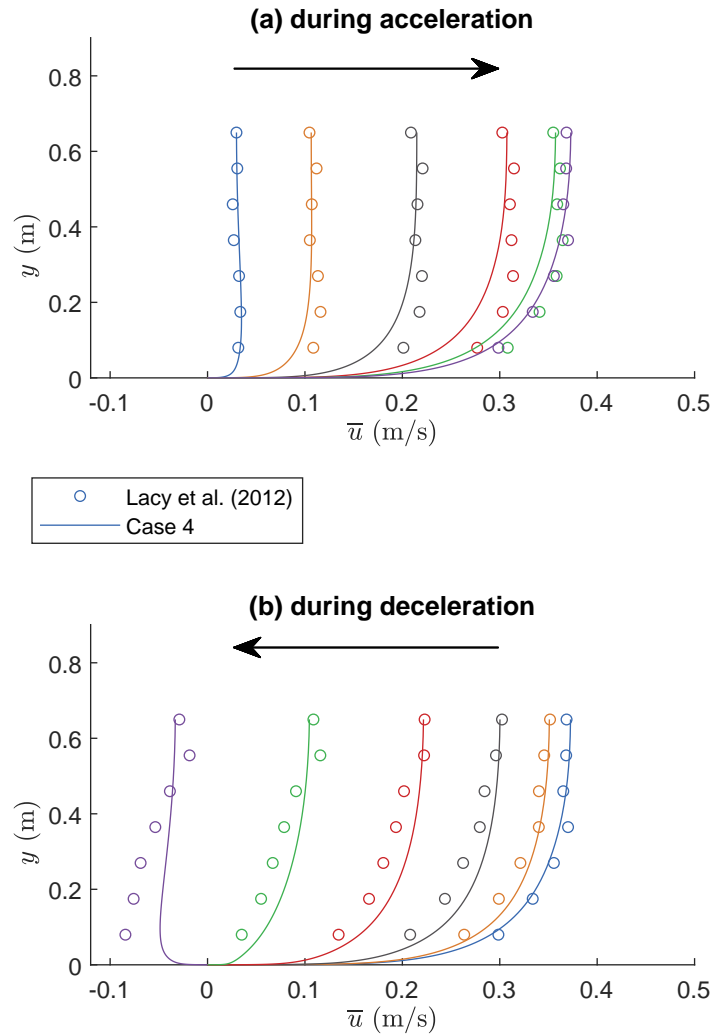 (a) during acceleration
0.8
0.6
0.4
0.2
0
y (m)
-0.1 0 0.1 0.2 0.3 0.4 0.5
u̅ (m/s)
Lacy et al. (2012)
Case 4
(b) during deceleration
0.8
0.6
0.4
0.2
0
y (m)
-0.1 0 0.1 0.2 0.3 0.4 0.5
u̅ (m/s)